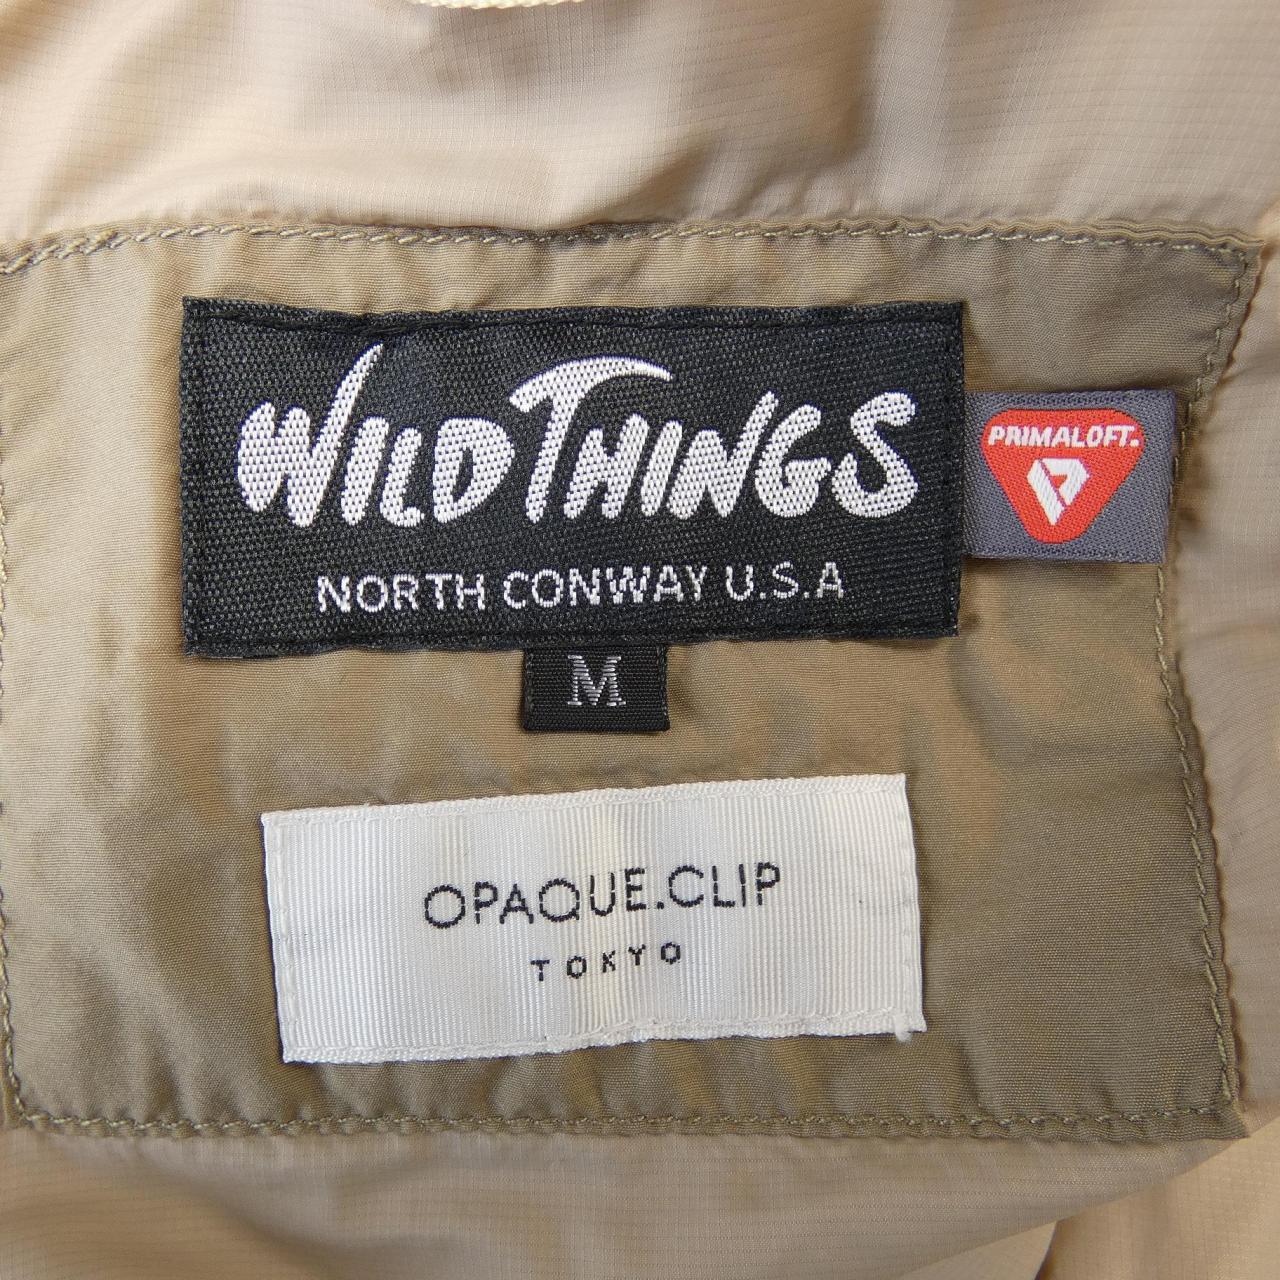 WILD THINGS
NORTH CONWAY U.S.A
PRIMALOFT.
M
OPAQUE.CLIP
TOKYO